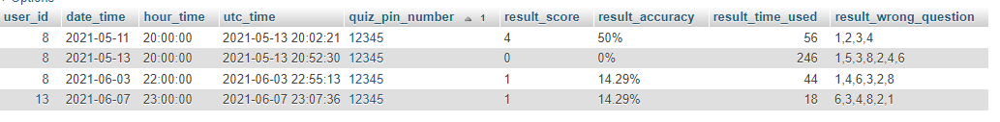 Options
user_id date_time hour_time utc_time quiz_pin_number 1 result_score result_accuracy result_time_used result_wrong_question
8 2021-05-11 20:00:00 2021-05-13 20:02:21 12345 4 50% 56 1,2,3,4
8 2021-05-13 20:00:00 2021-05-13 20:52:30 12345 0 0% 246 1,5,3,8,2,4,6
8 2021-06-03 22:00:00 2021-06-03 22:55:13 12345 1 14.29% 44 1,4,6,3,2,8
13 2021-06-07 23:00:00 2021-06-07 23:07:36 12345 1 14.29% 18 6,3,4,8,2,1